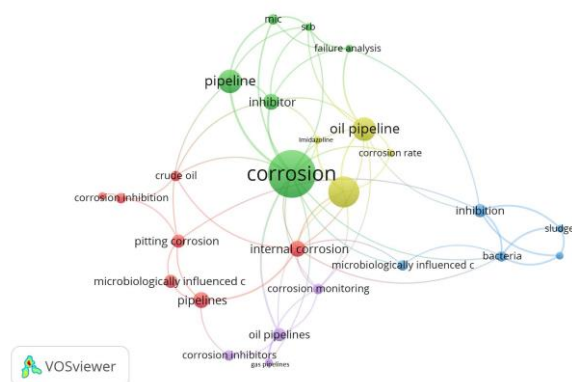 mic
srb
failure analysis
pipeline
inhibitor
oil pipeline
imidazoline
corrosion rate
corrosion
crude oil
corrosion inhibition
inhibition
sludge
pitting corrosion
internal corrosion
bacteria
microbiologically influenced c
microbiologically influenced c
corrosion monitoring
pipelines
oil pipelines
corrosion inhibitors
gas pipelines
VOSviewer